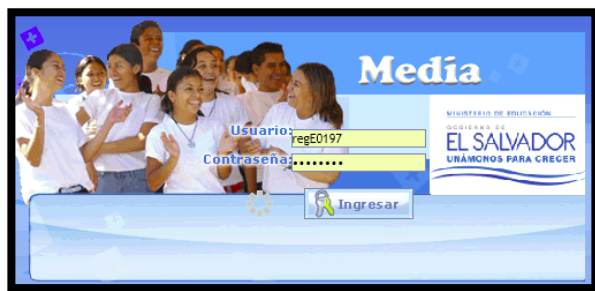 Media
MINISTERIO DE EDUCACIÓN
GOBIERNO DE
EL SALVADOR
UNÁMONOS PARA CRECER
Usuario: regE0197
Contraseña: ••••••••
Ingresar